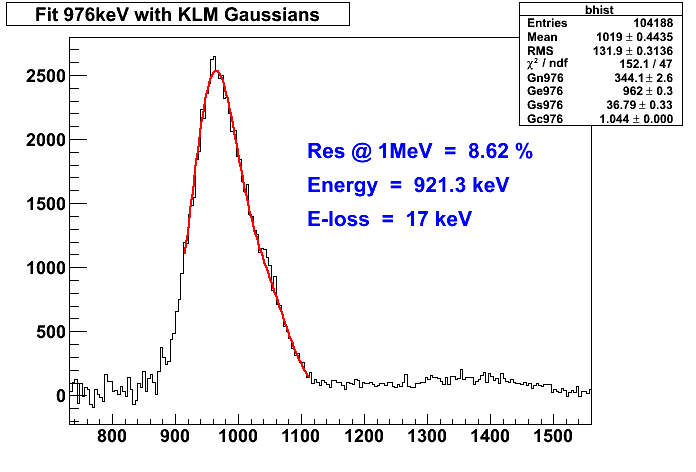 Fit 976keV with KLM Gaussians
bhist
Entries 104188
Mean 1019 ± 0.4435
RMS 131.9 ± 0.3136
χ² / ndf 152.1 / 47
Gn976 344.1 ± 2.6
Ge976 962 ± 0.3
Gs976 36.79 ± 0.33
Gc976 1.044 ± 0.000
Res @ 1MeV = 8.62 %
Energy = 921.3 keV
E-loss = 17 keV
2500
2000
1500
1000
500
0
800 900 1000 1100 1200 1300 1400 1500